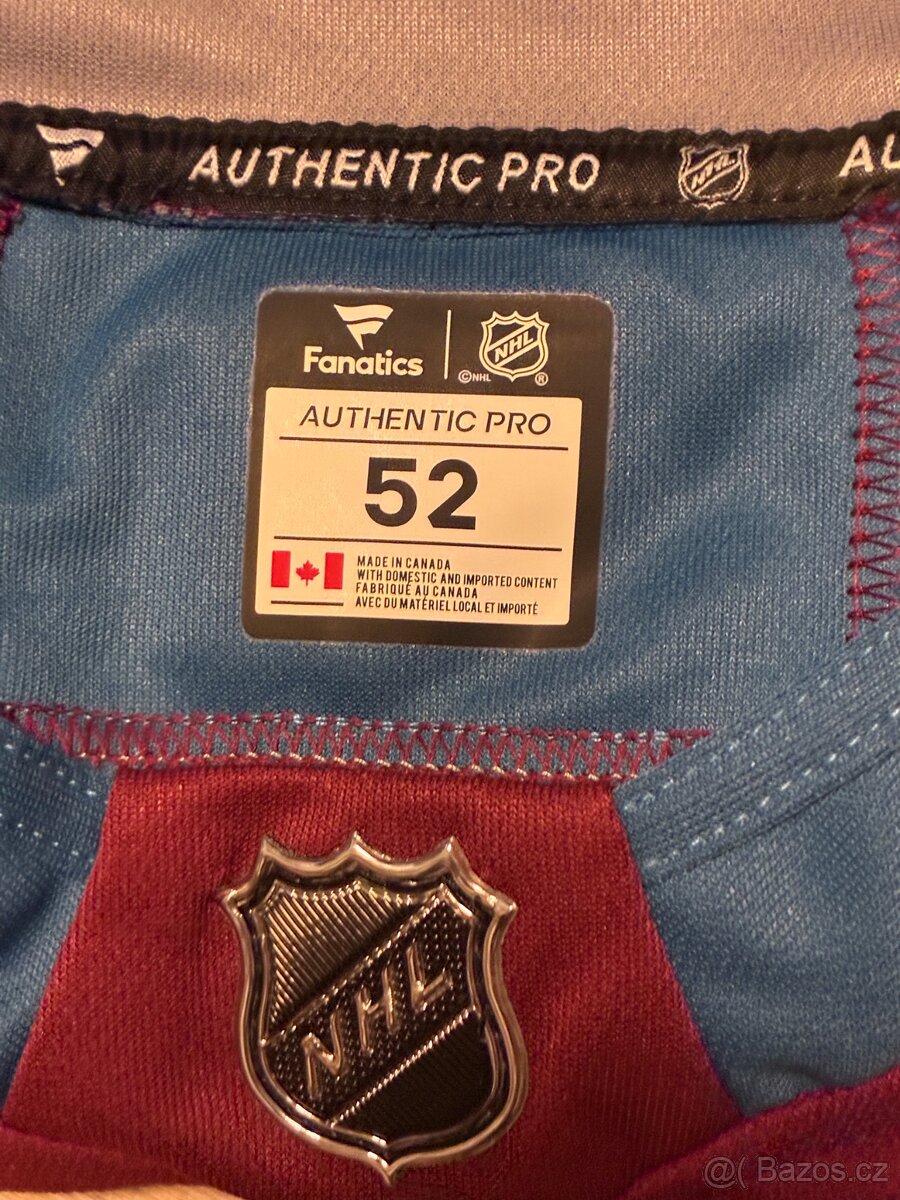 AUTHENTIC PRO NHL AU
Fanatics NHL
©NHL ®
AUTHENTIC PRO
52
MADE IN CANADA
WITH DOMESTIC AND IMPORTED CONTENT
FABRIQUÉ AU CANADA
AVEC DU MATÉRIEL LOCAL ET IMPORTÉ
NHL
@( Bazos.cz